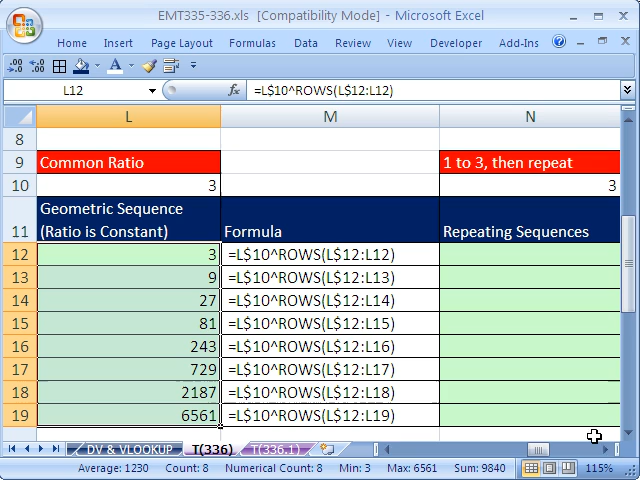 EMT335-336.xls [Compatibility Mode] - Microsoft Excel
Home Insert Page Layout Formulas Data Review View Developer Add-Ins
L12 fx =L$10^ROWS(L$12:L12)
L M N
8
9 Common Ratio 1 to 3, then repeat
10 3 3
Geometric Sequence
11 (Ratio is Constant) Formula Repeating Sequences
12 3 =L$10^ROWS(L$12:L12)
13 9 =L$10^ROWS(L$12:L13)
14 27 =L$10^ROWS(L$12:L14)
15 81 =L$10^ROWS(L$12:L15)
16 243 =L$10^ROWS(L$12:L16)
17 729 =L$10^ROWS(L$12:L17)
18 2187 =L$10^ROWS(L$12:L18)
19 6561 =L$10^ROWS(L$12:L19)
DV & VLOOKUP T(336) T(336,1)
Average: 1230 Count: 8 Numerical Count: 8 Min: 3 Max: 6561 Sum: 9840 115%